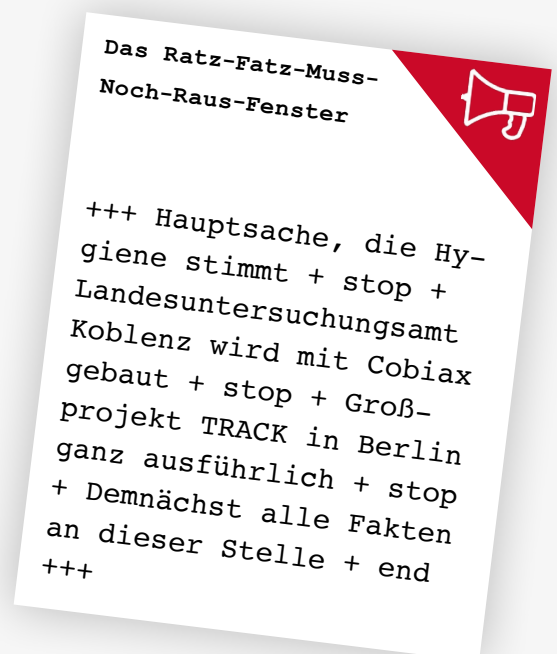 Das Ratz-Fatz-Muss-
Noch-Raus-Fenster
+++ Hauptsache, die Hy-
giene stimmt + stop +
Landesuntersuchungsamt
Koblenz wird mit Cobiax
gebaut + stop + Groß-
projekt TRACK in Berlin
ganz ausführlich + stop
+ Demnächst alle Fakten
an dieser Stelle + end
+++